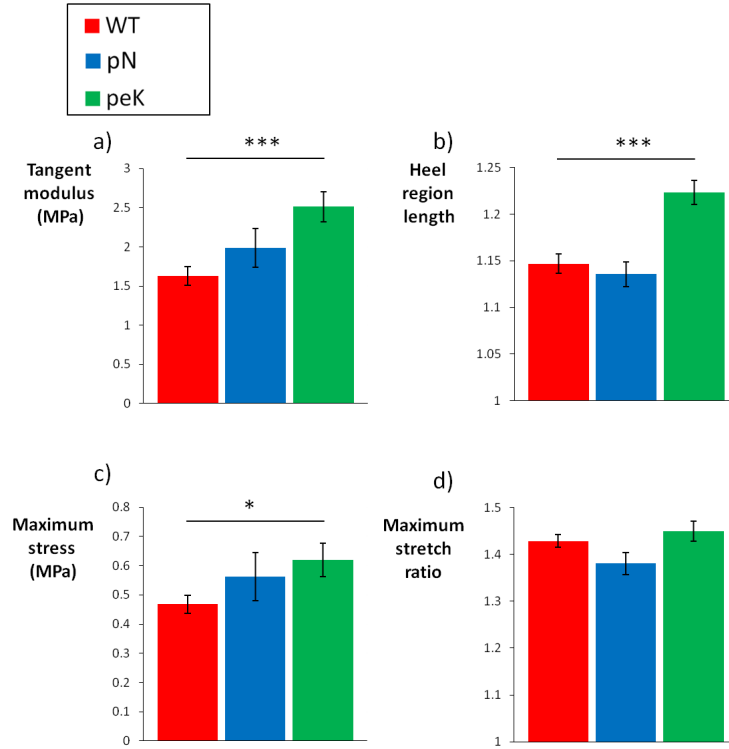 WT
pN
peK
a)
***
Tangent
modulus
(MPa)
3
2.5
2
1.5
1
0.5
0
b)
***
Heel
region
length
1.25
1.2
1.15
1.1
1.05
1
c)
*
Maximum
stress
(MPa)
0.8
0.7
0.6
0.5
0.4
0.3
0.2
0.1
0
d)
Maximum
stretch
ratio
1.5
1.4
1.3
1.2
1.1
1